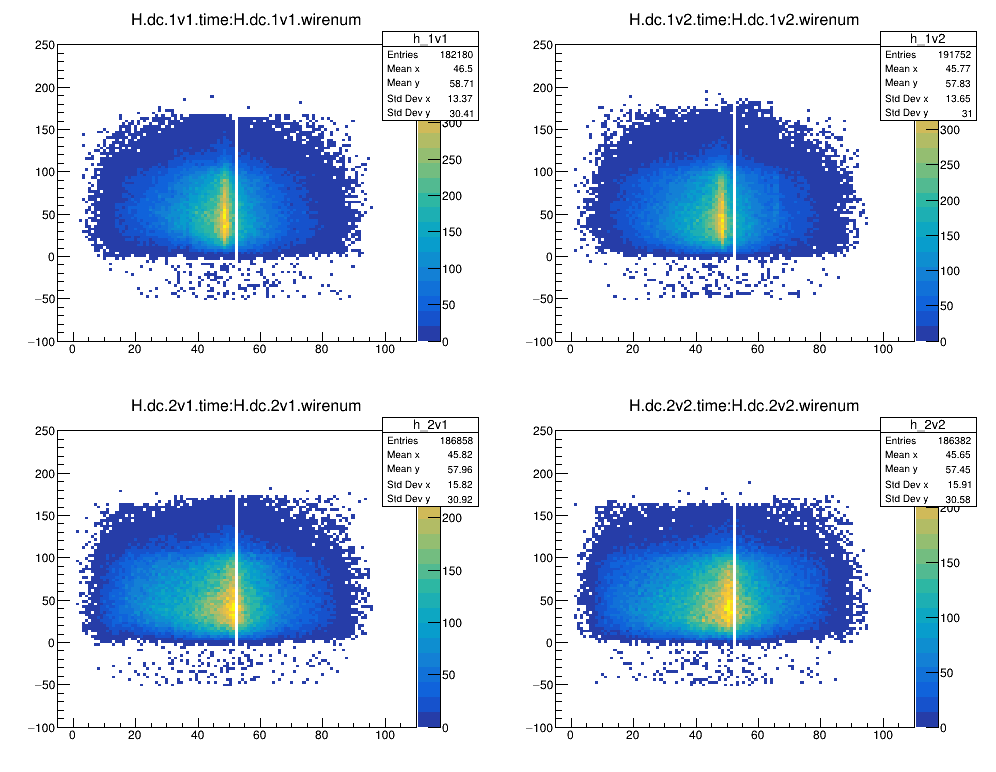 H.dc.1v1.time:H.dc.1v1.wirenum
h_1v1
Entries 182180
Mean x 46.5
Mean y 58.71
Std Dev x 13.37
Std Dev y 30.41
250
200
150
100
50
0
−50
−100
0 20 40 60 80 100
300
250
200
150
100
50
0
H.dc.1v2.time:H.dc.1v2.wirenum
h_1v2
Entries 191752
Mean x 45.77
Mean y 57.83
Std Dev x 13.65
Std Dev y 31
250
200
150
100
50
0
−50
−100
0 20 40 60 80 100
300
250
200
150
100
50
0
H.dc.2v1.time:H.dc.2v1.wirenum
h_2v1
Entries 186858
Mean x 45.82
Mean y 57.96
Std Dev x 15.82
Std Dev y 30.92
250
200
150
100
50
0
−50
−100
0 20 40 60 80 100
200
150
100
50
0
H.dc.2v2.time:H.dc.2v2.wirenum
h_2v2
Entries 186382
Mean x 45.65
Mean y 57.45
Std Dev x 15.91
Std Dev y 30.58
250
200
150
100
50
0
−50
−100
0 20 40 60 80 100
200
150
100
50
0